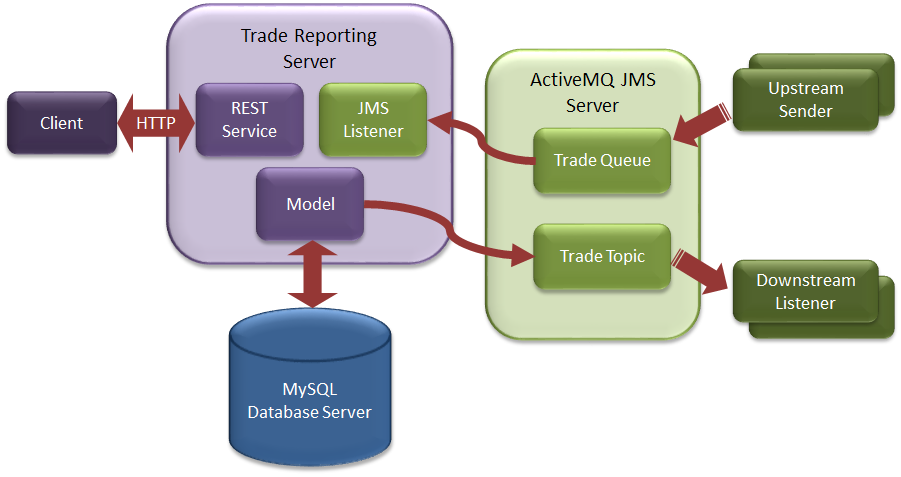 Trade Reporting
Server
Client
HTTP
REST
Service
JMS
Listener
Model
MySQL
Database Server
ActiveMQ JMS
Server
Trade Queue
Trade Topic
Upstream
Sender
Downstream
Listener